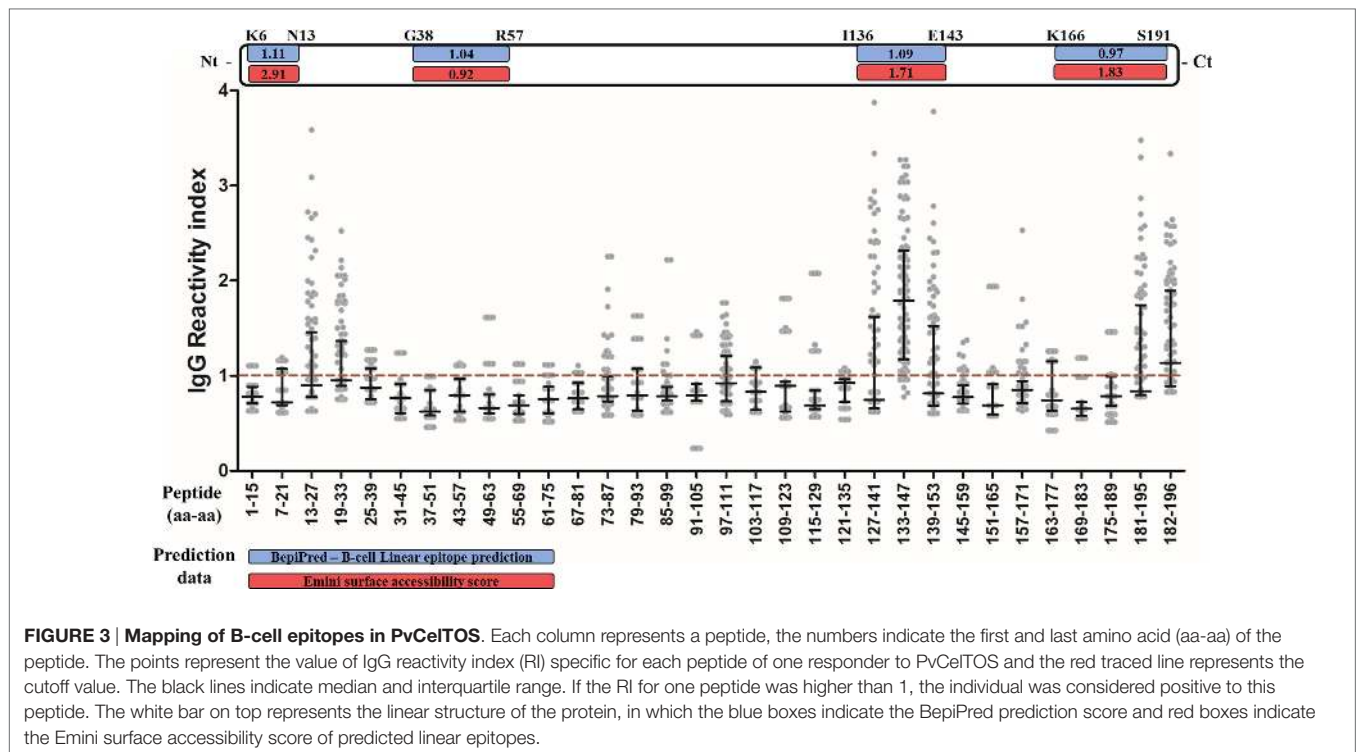 K6 N13 G38 R57 I136 E143 K166 S191
Nt - 1.11 1.04 1.09 0.97 - Ct
2.91 0.92 1.71 1.83
IgG Reactivity index
4
3
2
1
0
Peptide
(aa-aa)
1-15
7-21
13-27
19-33
25-39
31-45
37-51
43-57
49-63
55-69
61-75
67-81
73-87
79-93
85-99
91-105
97-111
103-117
109-123
115-129
121-135
127-141
133-147
139-153
145-159
151-165
157-171
163-177
169-183
175-189
181-195
182-196
Prediction
data
BepiPred – B-cell Linear epitope prediction
Emini surface accessibility score
FIGURE 3 | Mapping of B-cell epitopes in PvCelTOS. Each column represents a peptide, the numbers indicate the first and last amino acid (aa-aa) of the
peptide. The points represent the value of IgG reactivity index (RI) specific for each peptide of one responder to PvCelTOS and the red traced line represents the
cutoff value. The black lines indicate median and interquartile range. If the RI for one peptide was higher than 1, the individual was considered positive to this
peptide. The white bar on top represents the linear structure of the protein, in which the blue boxes indicate the BepiPred prediction score and red boxes indicate
the Emini surface accessibility score of predicted linear epitopes.